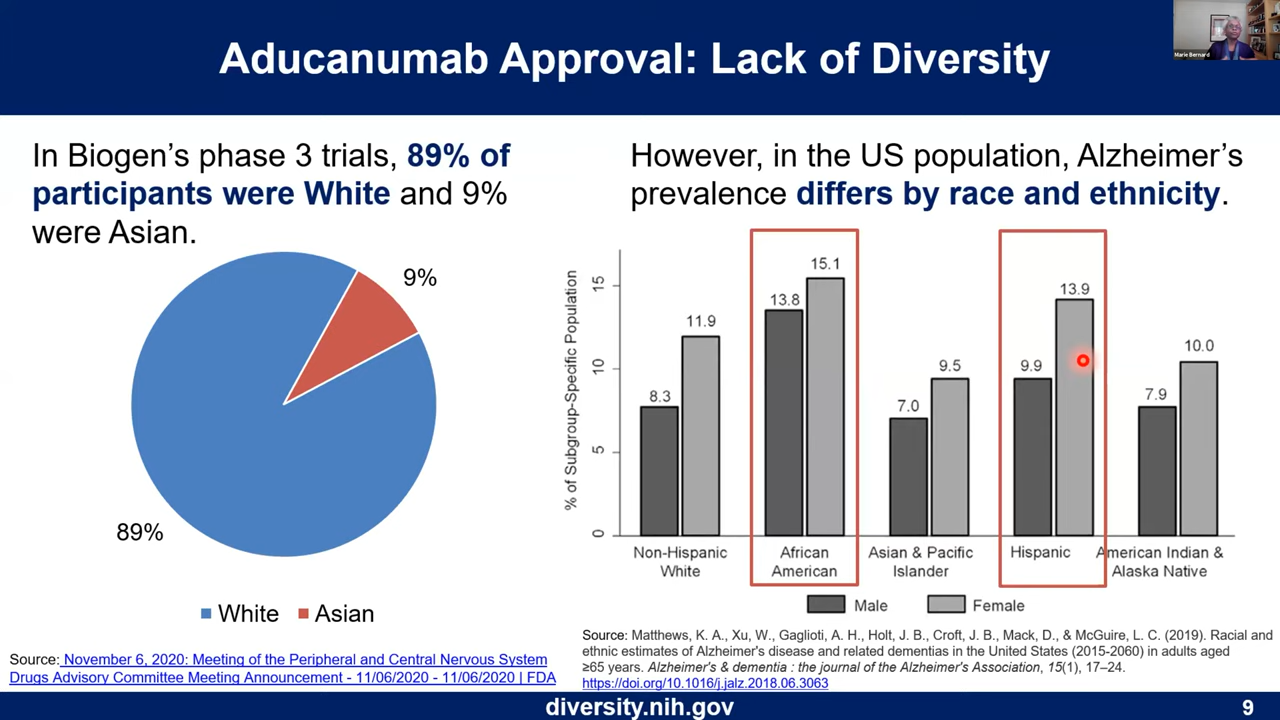 Aducanumab Approval: Lack of Diversity
Marie Bernard
In Biogen’s phase 3 trials, 89% of
participants were White and 9%
were Asian.
9%
89%
White Asian
Source: November 6, 2020: Meeting of the Peripheral and Central Nervous System
Drugs Advisory Committee Meeting Announcement - 11/06/2020 - 11/06/2020 | FDA
However, in the US population, Alzheimer’s
prevalence differs by race and ethnicity.
% of Subgroup-Specific Population
15
10
5
0
8.3
11.9
13.8
15.1
7.0
9.5
9.9
13.9
7.9
10.0
Non-Hispanic
White
African
American
Asian & Pacific
Islander
Hispanic
American Indian &
Alaska Native
Male Female
Source: Matthews, K. A., Xu, W., Gaglioti, A. H., Holt, J. B., Croft, J. B., Mack, D., & McGuire, L. C. (2019). Racial and
ethnic estimates of Alzheimer's disease and related dementias in the United States (2015-2060) in adults aged
≥65 years. Alzheimer's & dementia : the journal of the Alzheimer's Association, 15(1), 17–24.
https://doi.org/10.1016/j.jalz.2018.06.3063
diversity.nih.gov
9